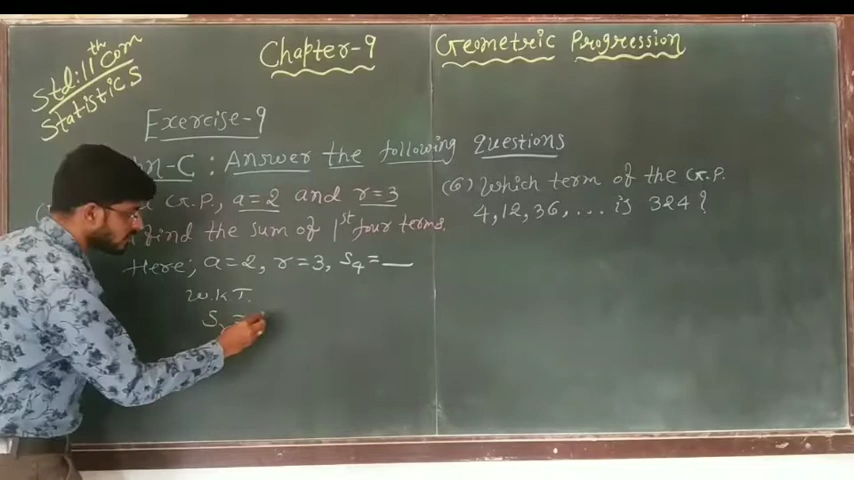 Std:11th Com
Statistics
Chapter-9
Geometric Progression
Exercise-9
n-C : Answer the following questions
G.P., a=2 and r=3
find the sum of 1st four terms.
Here; a=2, r=3, S4=
W.K.T.
S
(6) Which term of the G.P.
4,12,36,.... is 324?